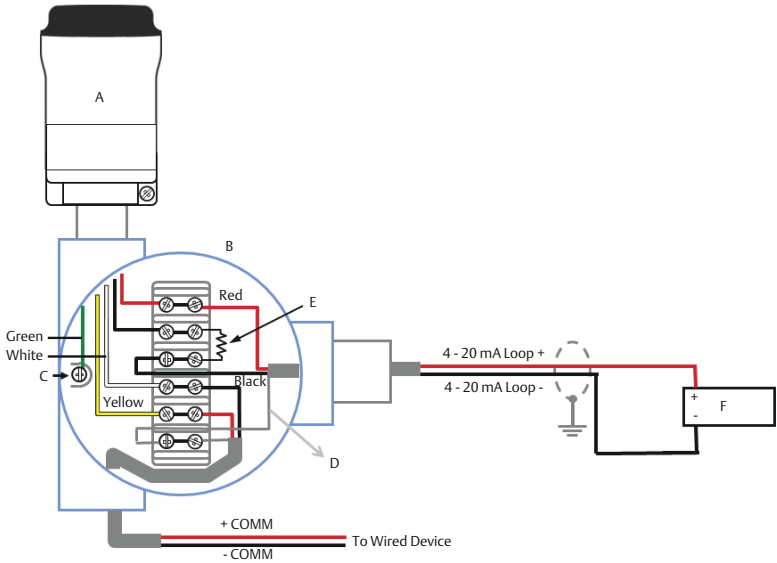 A
B
Red
E
Green
White
C
Yellow
Black
4 - 20 mA Loop +
4 - 20 mA Loop -
+
-
F
D
+ COMM
- COMM
To Wired Device